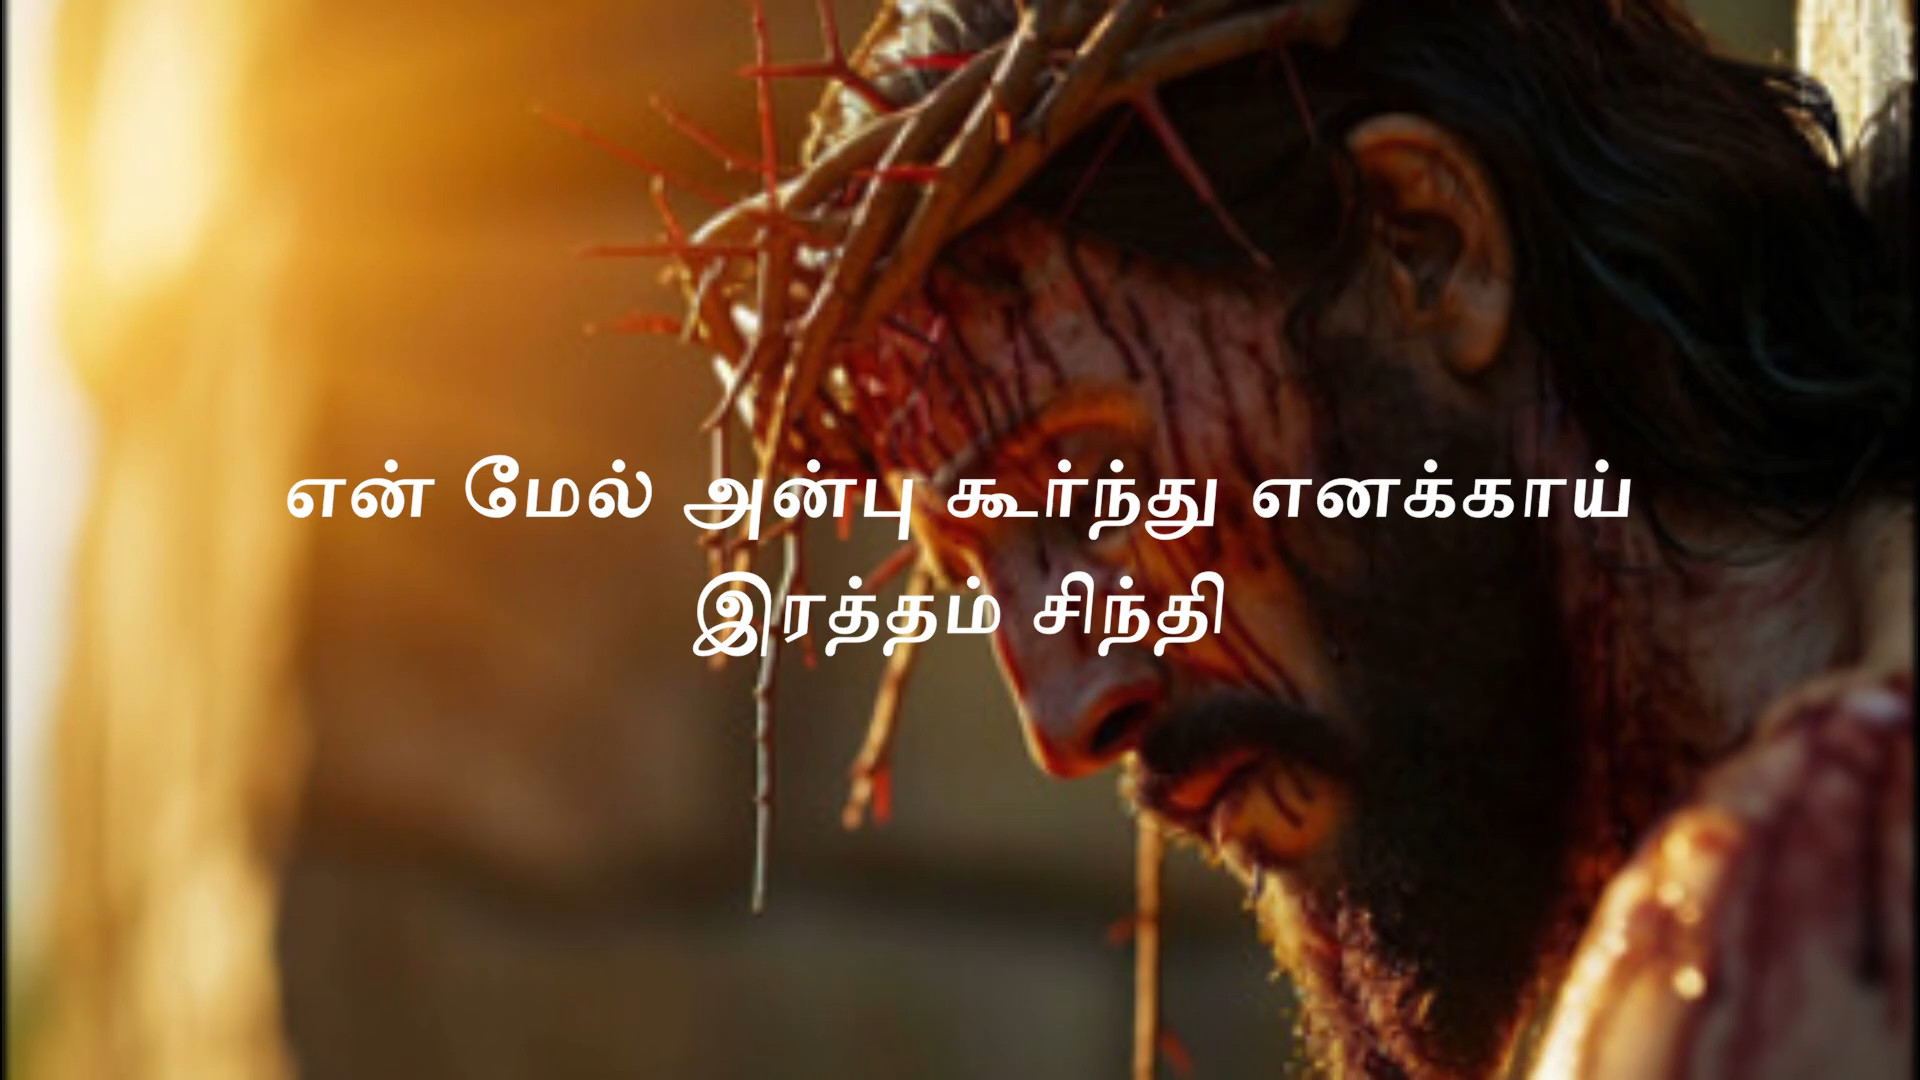 என் மேல் அன்பு கூர்ந்து எனக்காய்
இரத்தம் சிந்தி